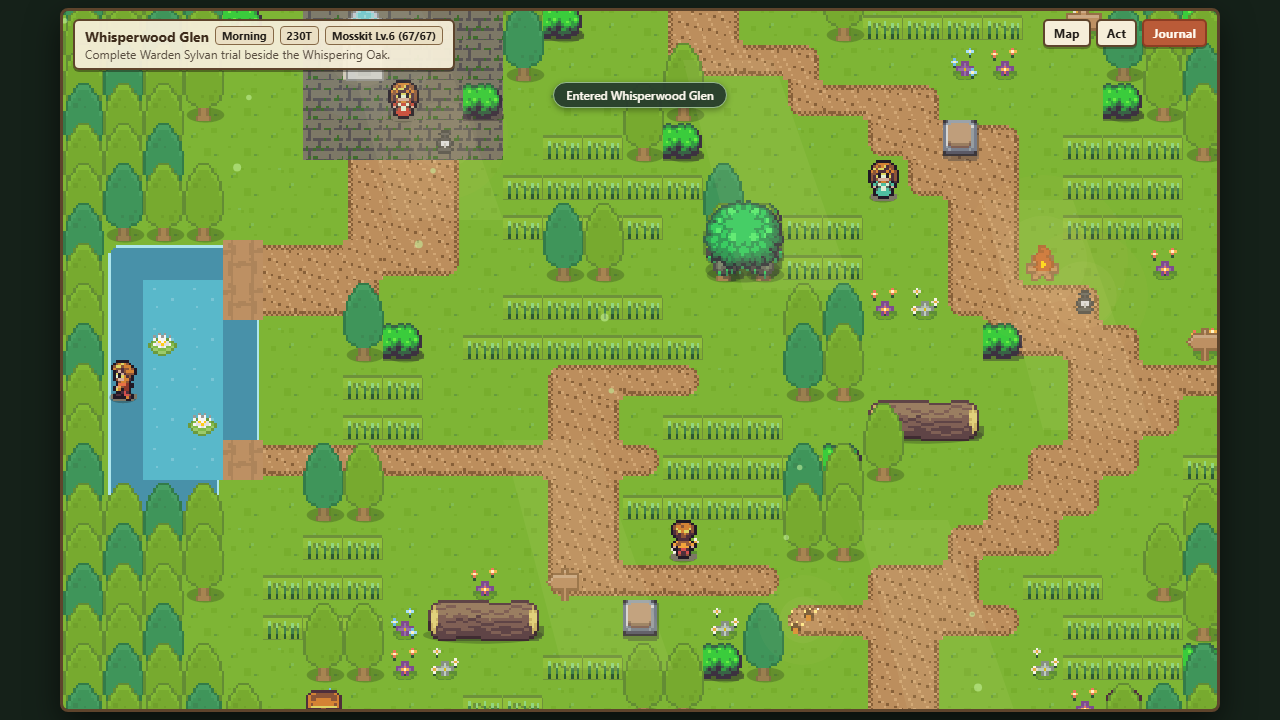 Whisperwood Glen Morning 230T Mosskit Lv.6 (67/67)
Complete Warden Sylvan trial beside the Whispering Oak.
Map Act Journal
Entered Whisperwood Glen